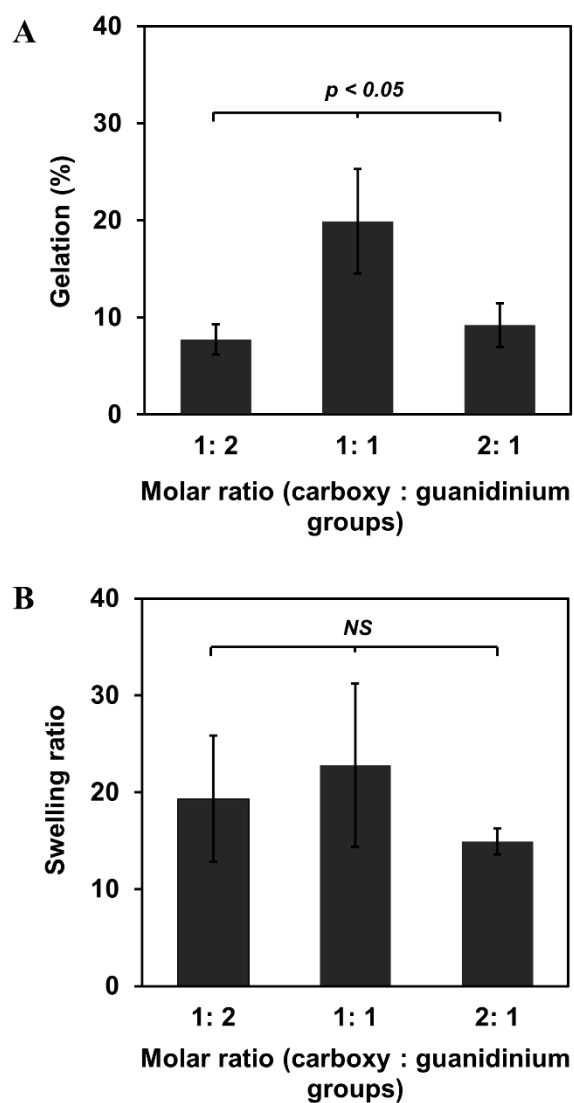 A
40
p < 0.05
30
Gelation (%)
20
10
0
1: 2
1: 1
2: 1
Molar ratio (carboxy : guanidinium
groups)
B
40
NS
30
Swelling ratio
20
10
0
1: 2
1: 1
2: 1
Molar ratio (carboxy : guanidinium
groups)